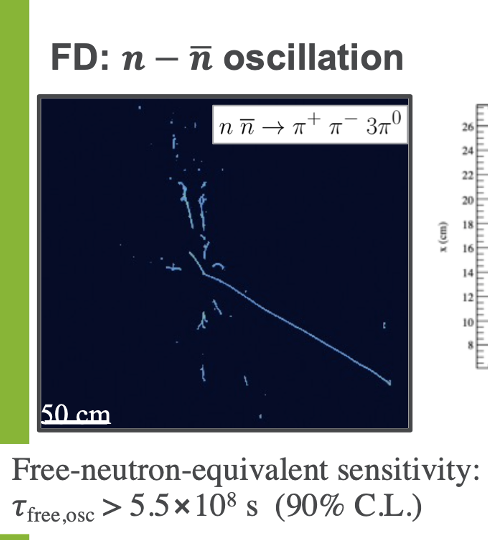 FD: n − n̅ oscillation
n n̅ → π⁺ π⁻ 3π⁰
50 cm
26
24
22
20
18
16
14
12
10
8
x (cm)
Free-neutron-equivalent sensitivity:
τfree,osc > 5.5×10⁸ s (90% C.L.)